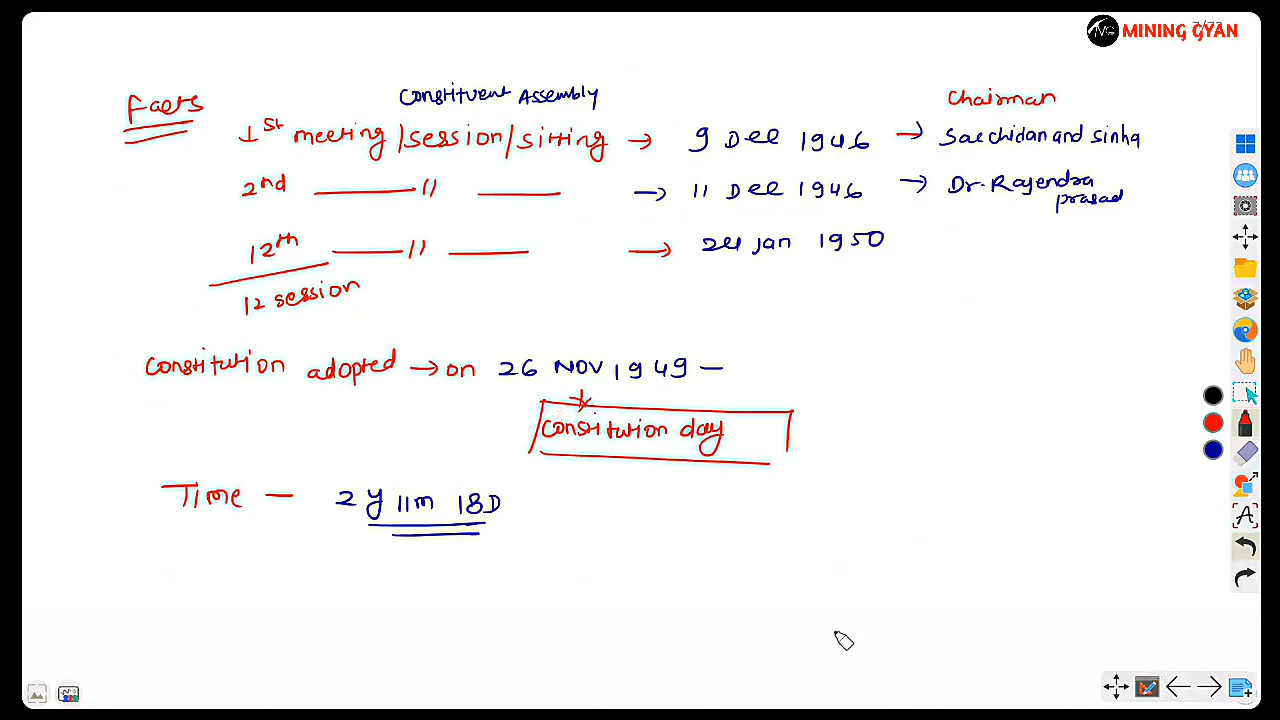 7/77
MINING GYAN
Facts Constituent Assembly Chairman
1st meeting/session/sitting → 9 Dec 1946 → Sacchidanand sinha
2nd —— 11 —— → 11 Dec 1946 → Dr. Rajendra prasad
12th —— 11 —— → 24 Jan 1950
12 session
Constitution adopted → on 26 NOV 1949 —
Constitution day
Time — 2 y 11m 18D